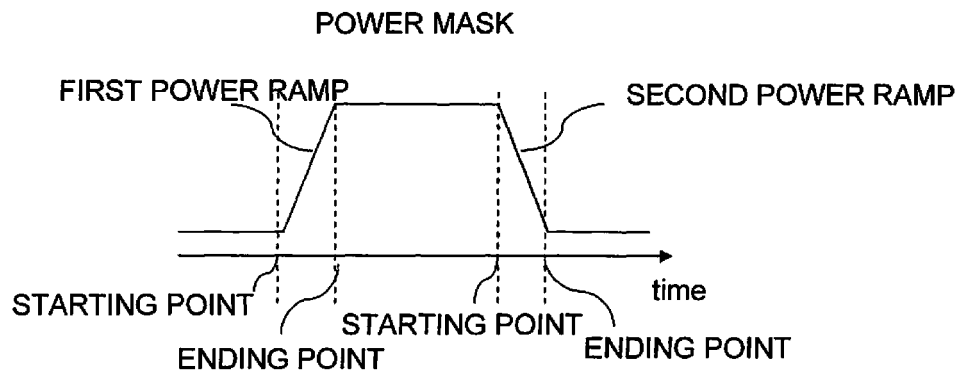 POWER MASK
FIRST POWER RAMP
SECOND POWER RAMP
time
STARTING POINT
STARTING POINT
ENDING POINT
ENDING POINT